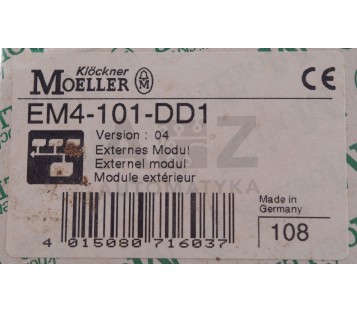 Klöckner
MOELLER
CE
EM4-101-DD1
Version : 04
Externes Modul
Externel modul
Module extérieur
AUTOMATYKA
Made in
Germany
108
4 015080 716037